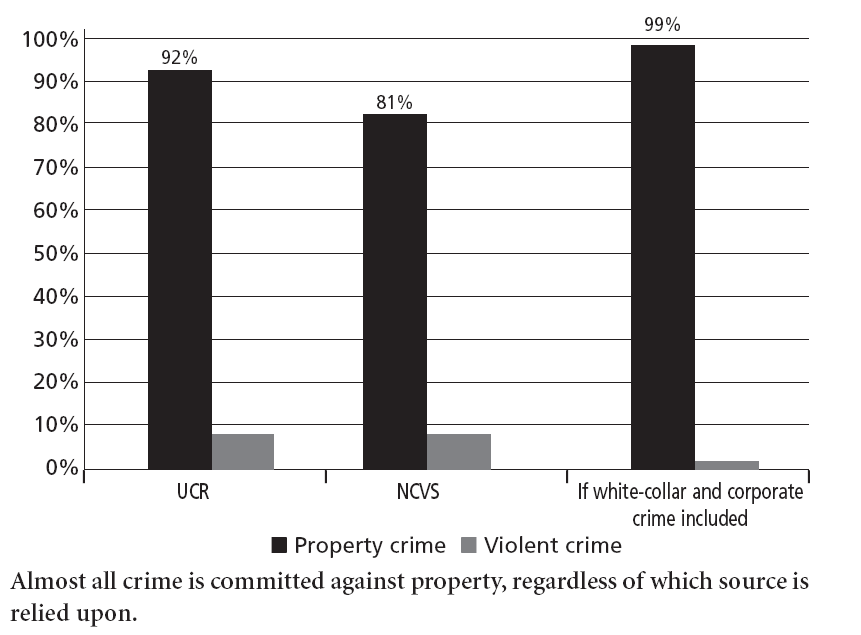 99%
100%
92%
90%
81%
80%
70%
60%
50%
40%
30%
20%
10%
0%
UCR
NCVS
If white-collar and corporate
crime included
Property crime
Violent crime
Almost all crime is committed against property, regardless of which source is
relied upon.